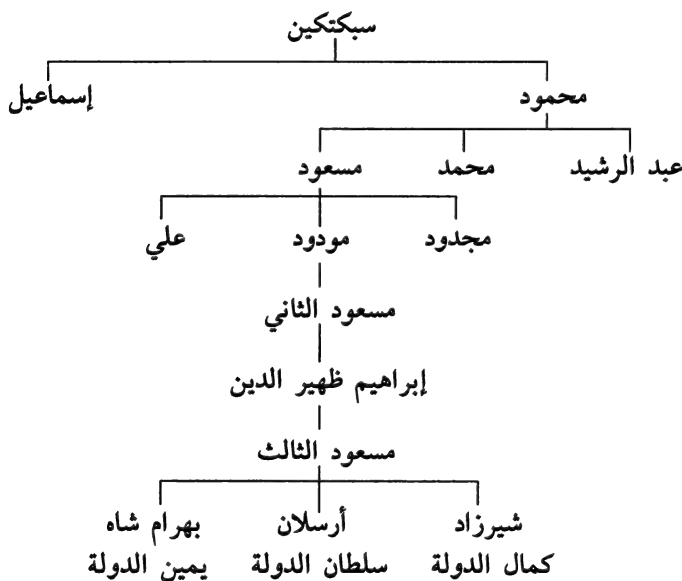 سبكتكين
محمود إسماعيل
عبد الرشيد محمد مسعود
مجدود مودود علي
مسعود الثاني
إبراهيم ظهير الدين
مسعود الثالث
شيرزاد أرسلان بهرام شاه
كمال الدولة سلطان الدولة يمين الدولة